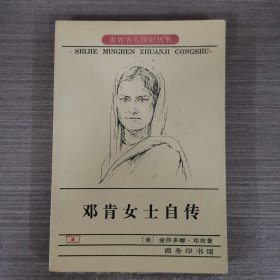 世界名人传记丛书
SHIJIE MINGREN ZHUANJI CONGSHU
邓肯女士自传
〔美〕爱莎多娜·邓肯著
商务印书馆